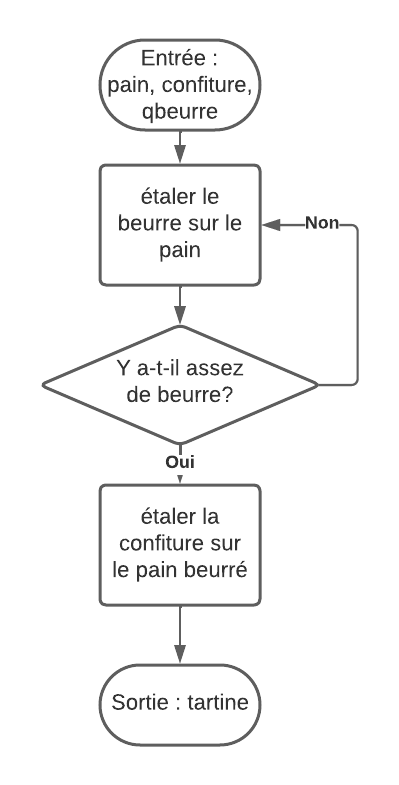 Entrée :
pain, confiture,
qbeurre
étaler le
beurre sur le
pain
Non
Y a-t-il assez
de beurre?
Oui
étaler la
confiture sur
le pain beurré
Sortie : tartine